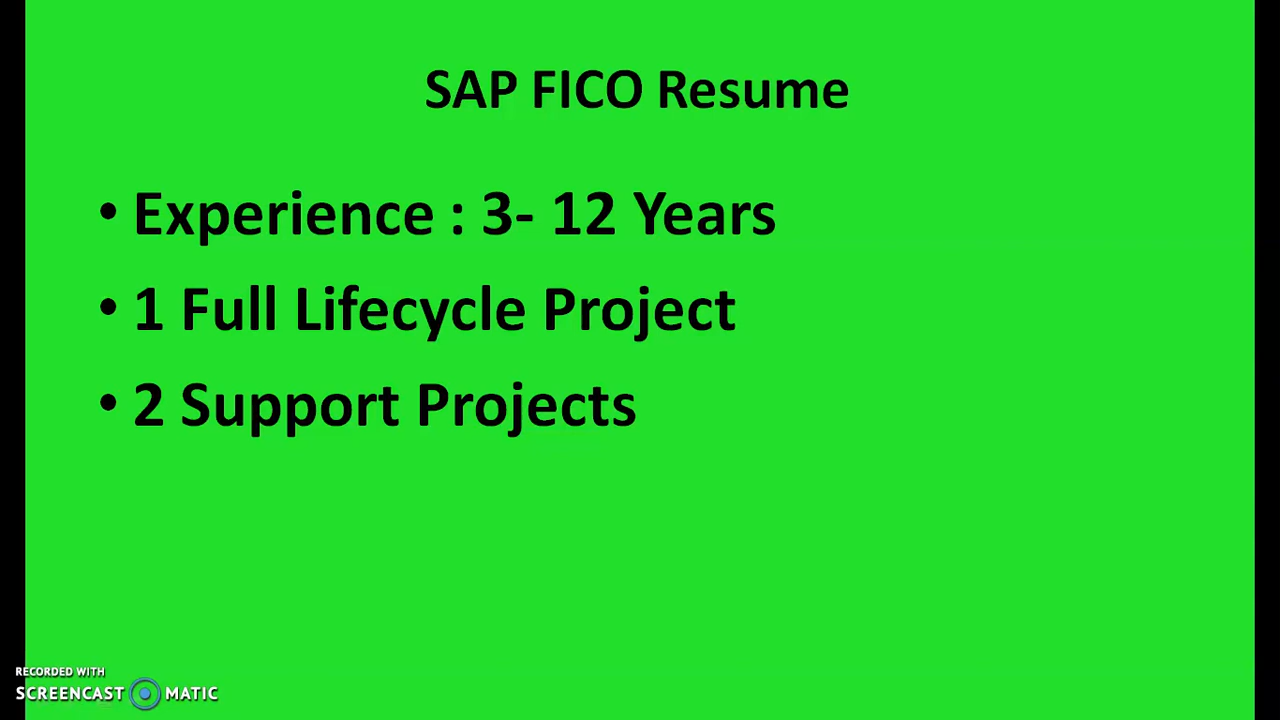 SAP FICO Resume
• Experience : 3- 12 Years
• 1 Full Lifecycle Project
• 2 Support Projects
RECORDED WITH
SCREENCAST MATIC